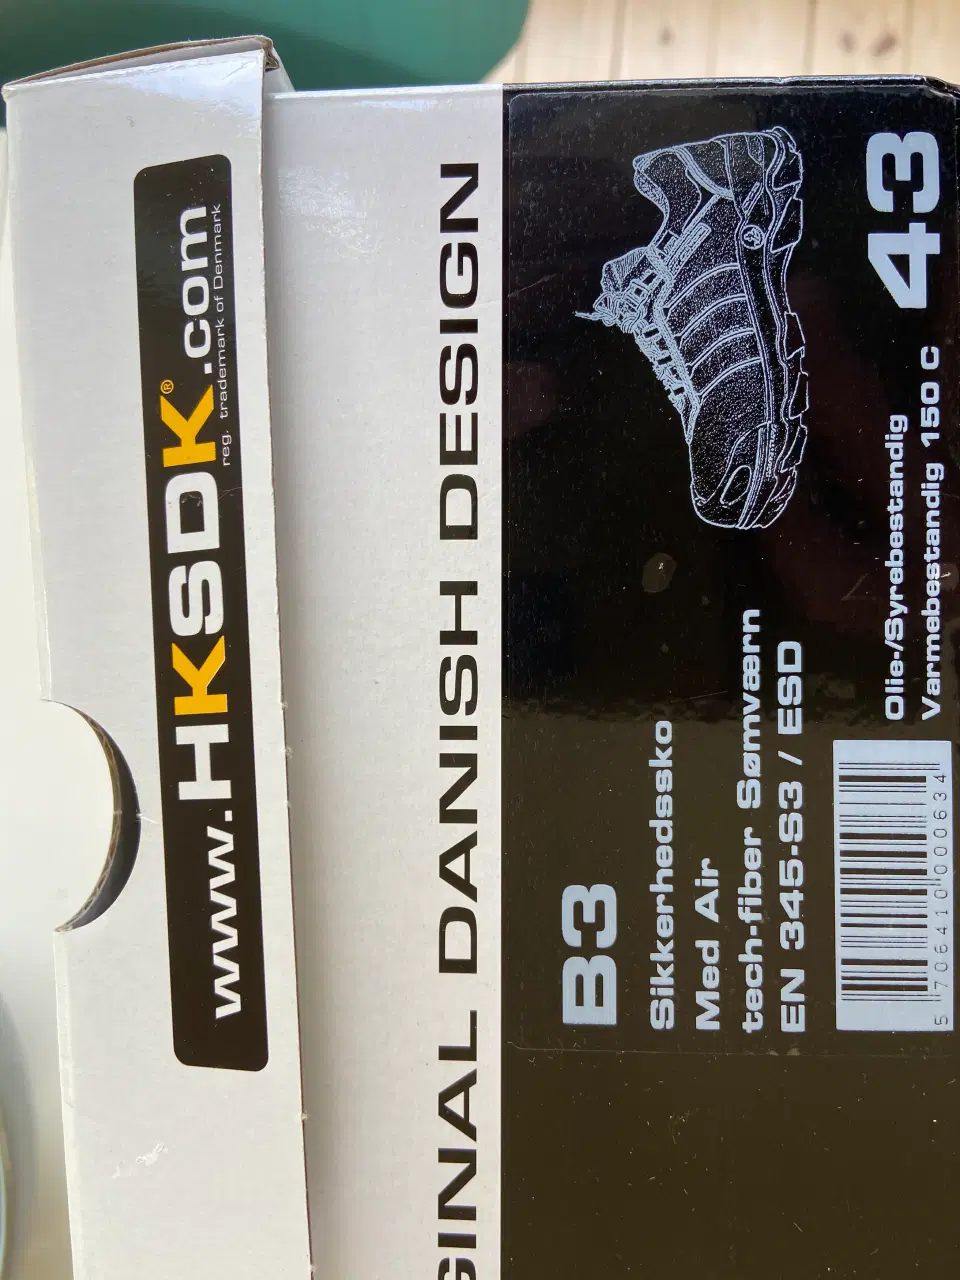 www.HKSDK®.com
reg. trademark of Denmark
GINAL DANISH DESIGN
B3
Sikkerhedssko
Med Air
tech-fiber Sømværn
EN 345-S3 / ESD
43
Olie-/Syrebestandig
Varmebestandig 150 C
5 706410 000634